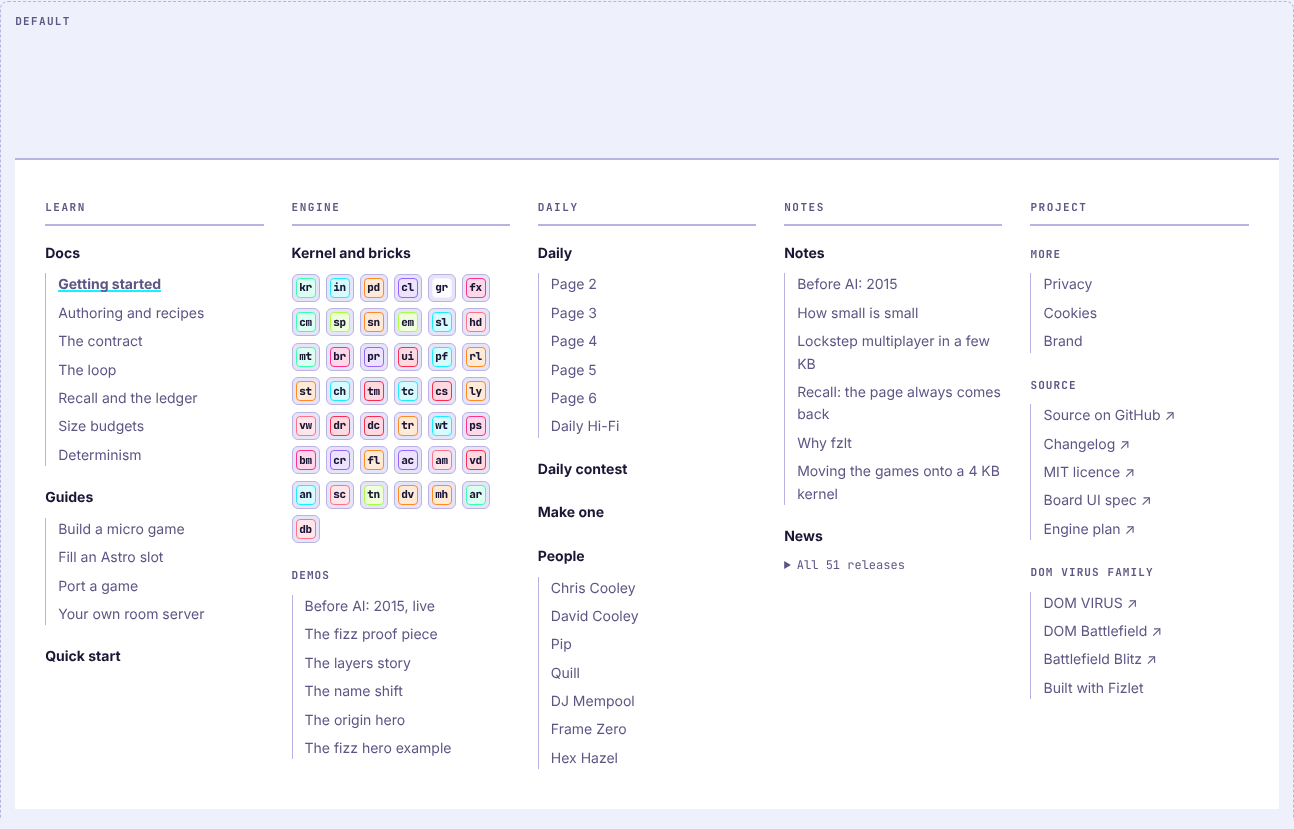 DEFAULT
LEARN
Docs
Getting started
Authoring and recipes
The contract
The loop
Recall and the ledger
Size budgets
Determinism
Guides
Build a micro game
Fill an Astro slot
Port a game
Your own room server
Quick start
ENGINE
Kernel and bricks
kr in pd cl gr fx
cm sp sn em sl hd
mt br pr ui pf rl
st ch tm tc cs ly
vw dr dc tr wt ps
bm cr fl ac am vd
an sc tn dv mh ar
db
DEMOS
Before AI: 2015, live
The fizz proof piece
The layers story
The name shift
The origin hero
The fizz hero example
DAILY
Daily
Page 2
Page 3
Page 4
Page 5
Page 6
Daily Hi-Fi
Daily contest
Make one
People
Chris Cooley
David Cooley
Pip
Quill
DJ Mempool
Frame Zero
Hex Hazel
NOTES
Notes
Before AI: 2015
How small is small
Lockstep multiplayer in a few
KB
Recall: the page always comes
back
Why fzlt
Moving the games onto a 4 KB
kernel
News
▶ All 51 releases
PROJECT
MORE
Privacy
Cookies
Brand
SOURCE
Source on GitHub ↗
Changelog ↗
MIT licence ↗
Board UI spec ↗
Engine plan ↗
DOM VIRUS FAMILY
DOM VIRUS ↗
DOM Battlefield ↗
Battlefield Blitz ↗
Built with Fizlet